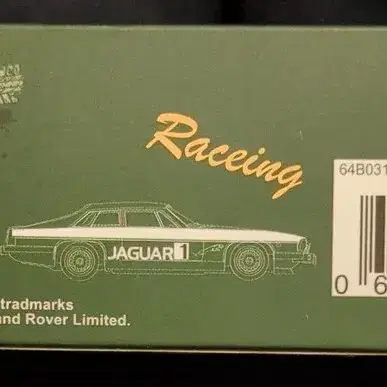 Raceing
64B031
JAGUAR 1
tradmarks
and Rover Limited.
0 6